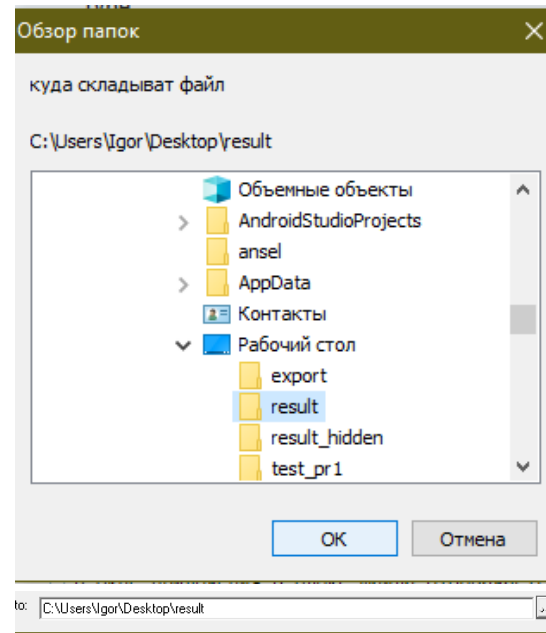 Обзор папок
куда складыват файл
C:\Users\Igor\Desktop\result
Объемные объекты
AndroidStudioProjects
ansel
AppData
Контакты
Рабочий стол
export
result
result_hidden
test_pr1
ОК Отмена
to: C:\Users\Igor\Desktop\result